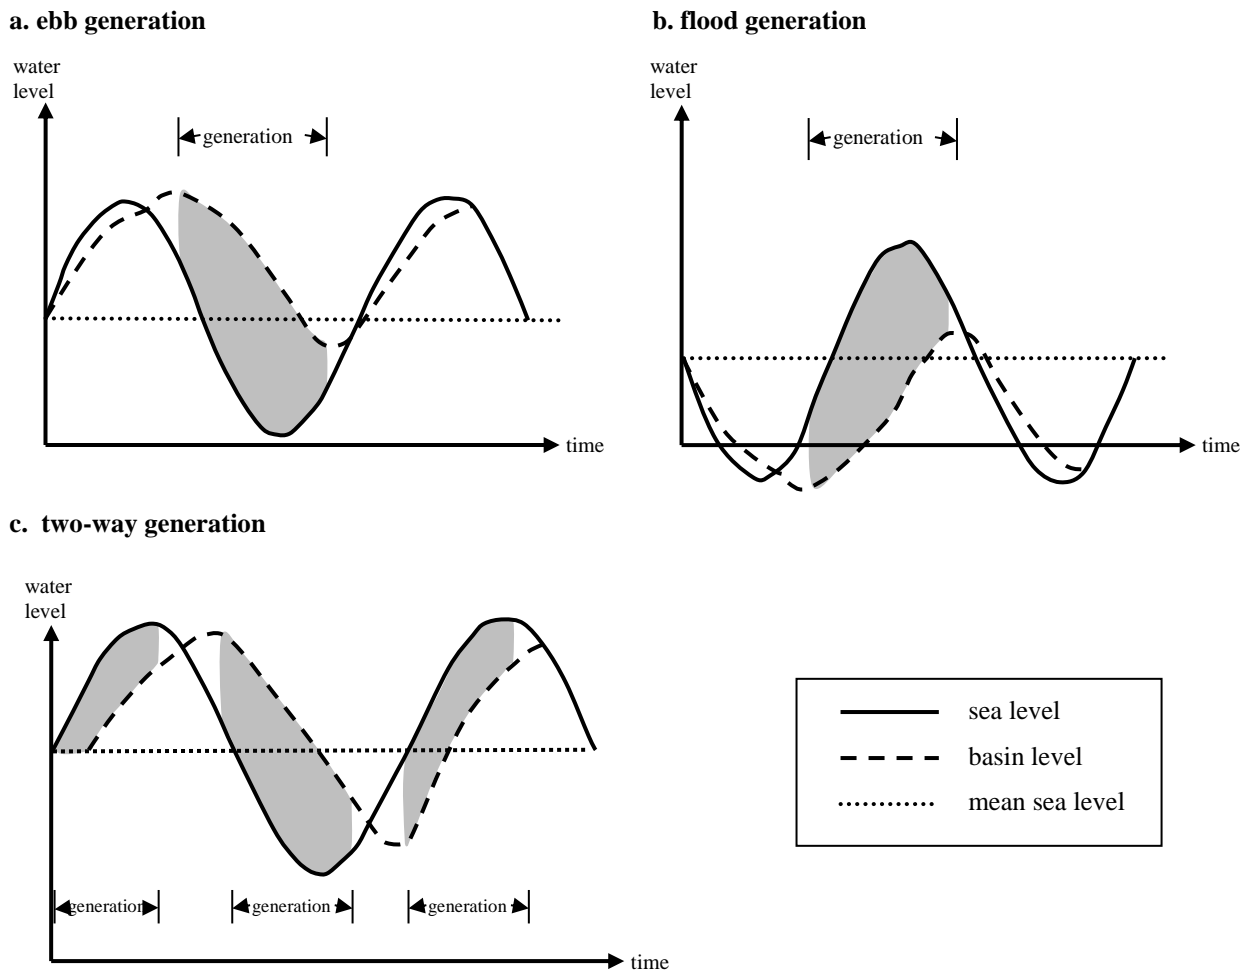 a. ebb generation
b. flood generation
water
level
generation
time
water
level
generation
time
c. two-way generation
water
level
generation
generation
generation
time
sea level
basin level
mean sea level